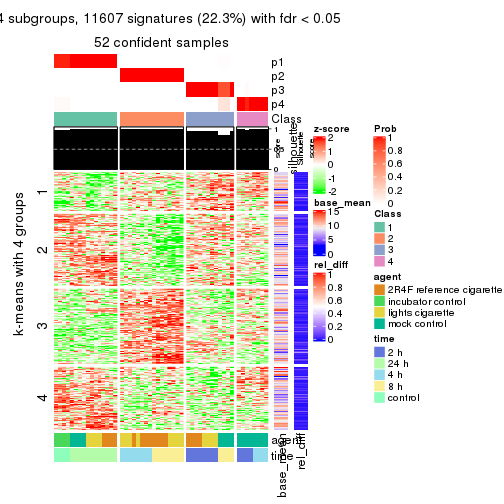 4 subgroups, 11607 signatures (22.3%) with fdr < 0.05
52 confident samples
p1
p2
p3
p4
Class
1
0
silhouette
score
k-means with 4 groups
1
2
3
4
agent
time
base_mean
rel_diff
z-score
2
1
0
-1
-2
base_mean
15
10
5
0
rel_diff
1
0.8
0.6
0.4
0.2
0
Prob
1
0.8
0.6
0.4
0.2
0
Class
1
2
3
4
agent
2R4F reference cigarette
incubator control
lights cigarette
mock control
time
2 h
24 h
4 h
8 h
control